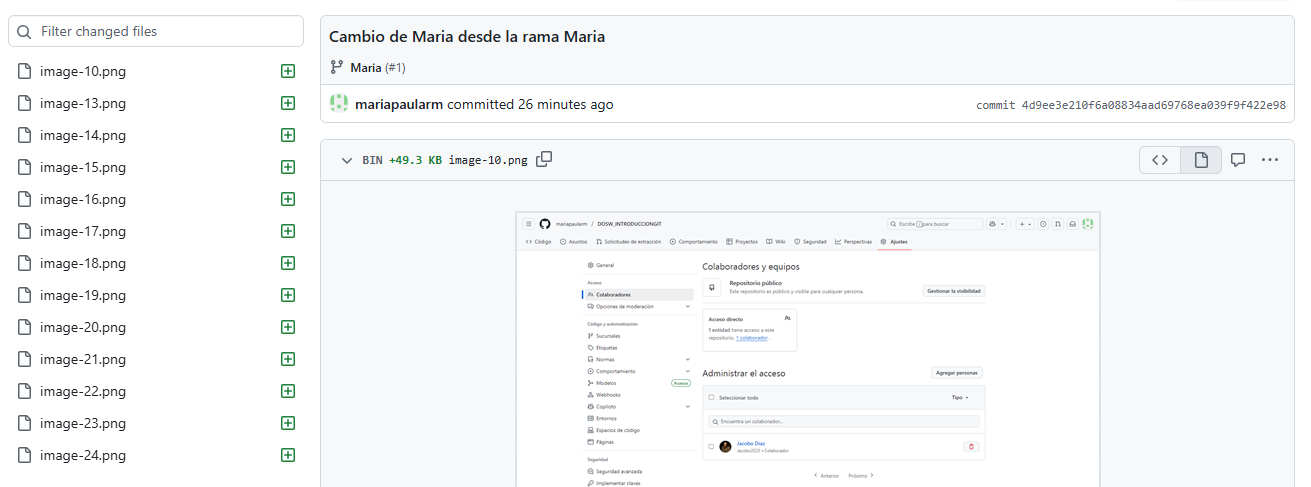 Filter changed files
image-10.png
image-13.png
image-14.png
image-15.png
image-16.png
image-17.png
image-18.png
image-19.png
image-20.png
image-21.png
image-22.png
image-23.png
image-24.png
Cambio de Maria desde la rama Maria
Maria (#1)
mariapaularm committed 26 minutes ago
commit 4d9ee3e210f6a08834aad69768ea039f9f422e98
BIN +49.3 KB image-10.png
mariapaularm / DOSW_INTRODUCCIONGIT
Escribe / para buscar
Código Asuntos Solicitudes de extracción Comportamiento Proyectos Wiki Seguridad Perspectivas Ajustes
General
Acceso
Colaboradores
Opciones de moderación
Código y automatización
Sucursales
Etiquetas
Normas
Comportamiento
Modelos Avance
Webhooks
Copiloto
Entornos
Espacios de código
Páginas
Seguridad
Seguridad avanzada
Implementar claves
Colaboradores y equipos
Repositorio público
Este repositorio es público y visible para cualquier persona.
Gestionar la visibilidad
Acceso directo
1 entidad tiene acceso a este
repositorio. 1 colaborador .
Administrar el acceso
Agregar personas
Seleccionar todo
Tipo
Encuentra un colaborador...
Jacobo Diaz
Jacobo2025 • Colaborador
Anterior Próximo